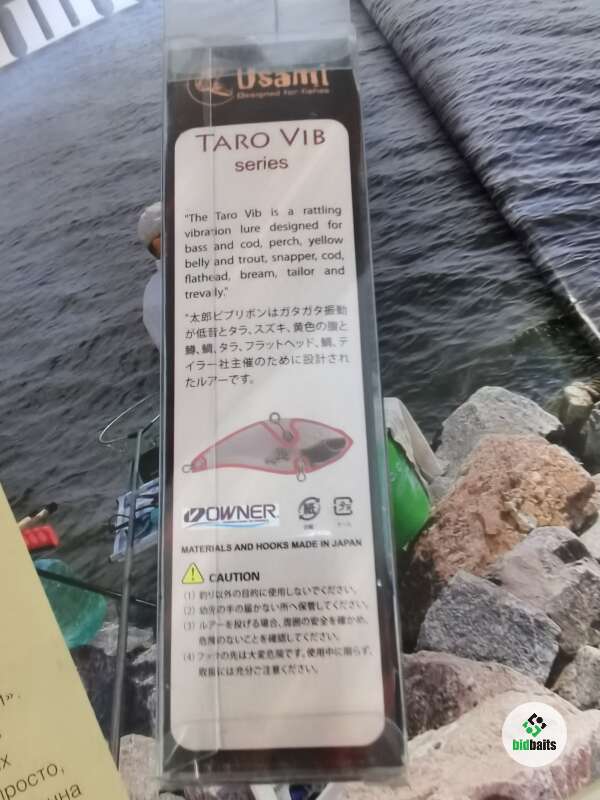 Usami
Designed for fishes
TARO VIB
series
"The Taro Vib is a rattling
vibration lure designed for
bass and cod, perch, yellow
belly and trout, snapper, cod,
flathead, bream, tailor and
trevally."
"太郎ビブリボンはガタガタ振動
が低音とタラ、スズキ、黄色の腹と
鱒、鯛、タラ、フラットヘッド、鯛、テ
イラー社主催のために設計され
たルアーです。
OWNER
紙
プラ
MATERIALS AND HOOKS MADE IN JAPAN
CAUTION
(1) 釣り以外の目的に使用しないでください。
(2) 幼児の手の届かない所へ保管してください。
(3) ルアーを投げる場合、周囲の安全を確かめ、
危険のないことを確認してください。
(4) フックの先は大変危険です。使用中に限らず、
取扱には充分ご注意ください。
просто,
bidbaits